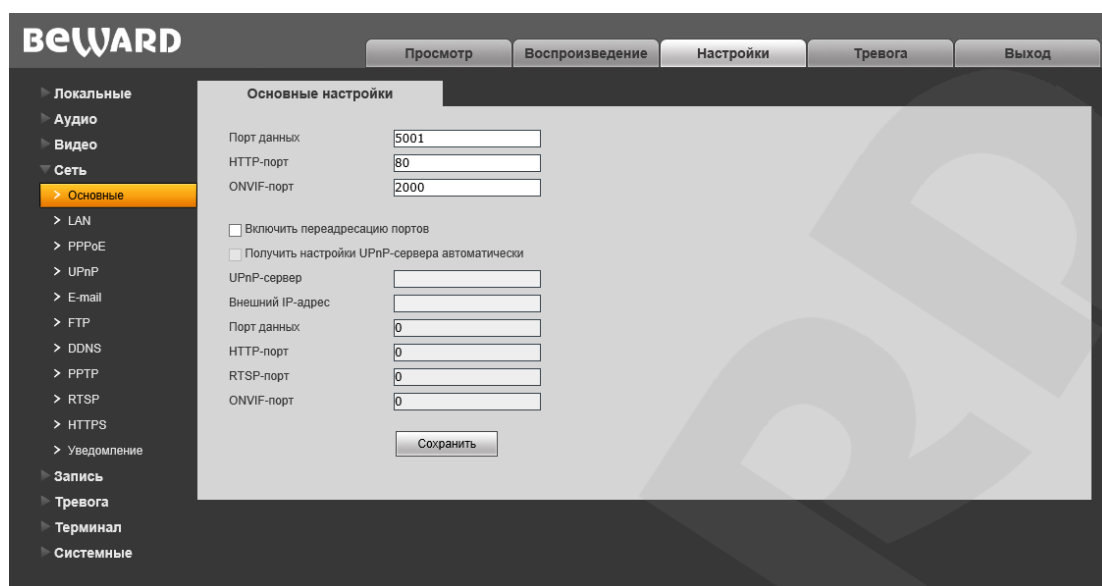 BEWARD
Просмотр Воспроизведение Настройки Тревога Выход
Локальные
Аудио
Видео
Сеть
Основные
LAN
PPPoE
UPnP
E-mail
FTP
DDNS
PPTP
RTSP
HTTPS
Уведомление
Запись
Тревога
Терминал
Системные
Основные настройки
Порт данных 5001
HTTP-порт 80
ONVIF-порт 2000
Включить переадресацию портов
Получить настройки UPnP-сервера автоматически
UPnP-сервер
Внешний IP-адрес
Порт данных 0
HTTP-порт 0
RTSP-порт 0
ONVIF-порт 0
Сохранить